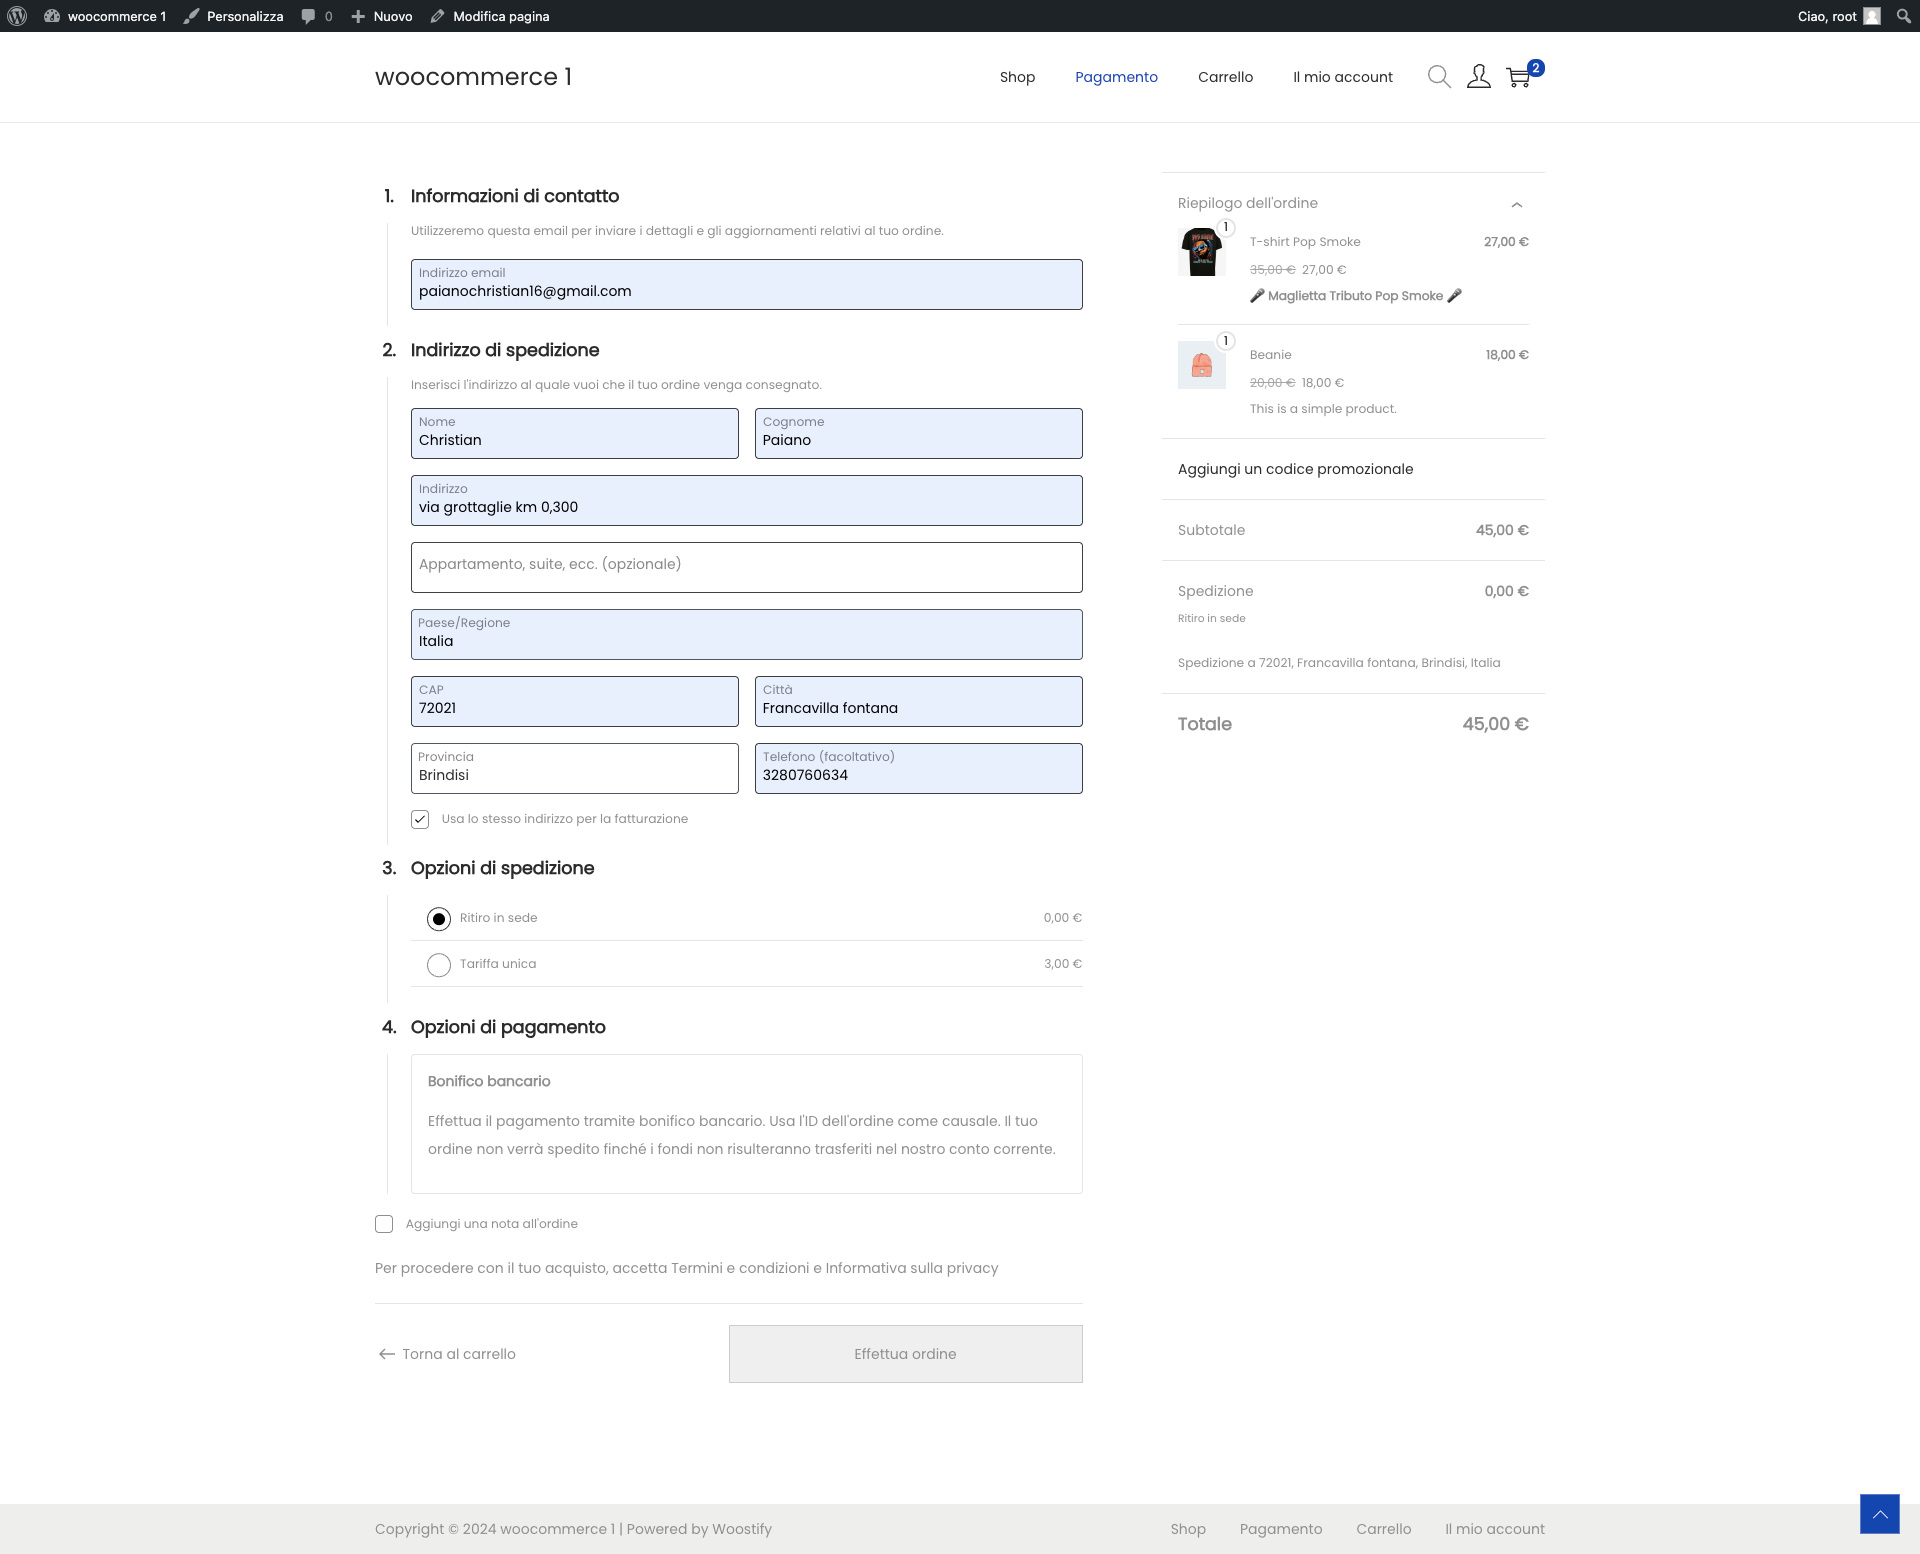 woocommerce 1
Personalizza
0
Nuovo
Modifica pagina
Ciao, root
woocommerce 1
Shop
Pagamento
Carrello
Il mio account
2
1. Informazioni di contatto
Utilizzeremo questa email per inviare i dettagli e gli aggiornamenti relativi al tuo ordine.
Indirizzo email
paianochristian16@gmail.com
2. Indirizzo di spedizione
Inserisci l'indirizzo al quale vuoi che il tuo ordine venga consegnato.
Nome
Christian
Cognome
Paiano
Indirizzo
via grottaglie km 0,300
Appartamento, suite, ecc. (opzionale)
Paese/Regione
Italia
CAP
72021
Città
Francavilla fontana
Provincia
Brindisi
Telefono (facoltativo)
3280760634
Usa lo stesso indirizzo per la fatturazione
3. Opzioni di spedizione
Ritiro in sede 0,00 €
Tariffa unica 3,00 €
4. Opzioni di pagamento
Bonifico bancario
Effettua il pagamento tramite bonifico bancario. Usa l'ID dell'ordine come causale. Il tuo
ordine non verrà spedito finché i fondi non risulteranno trasferiti nel nostro conto corrente.
Aggiungi una nota all'ordine
Per procedere con il tuo acquisto, accetta Termini e condizioni e Informativa sulla privacy
Torna al carrello
Effettua ordine
Riepilogo dell'ordine
1
T-shirt Pop Smoke 27,00 €
35,00 € 27,00 €
🎤 Maglietta Tributo Pop Smoke 🎤
1
Beanie 18,00 €
20,00 € 18,00 €
This is a simple product.
Aggiungi un codice promozionale
Subtotale 45,00 €
Spedizione 0,00 €
Ritiro in sede
Spedizione a 72021, Francavilla fontana, Brindisi, Italia
Totale 45,00 €
Copyright © 2024 woocommerce 1 | Powered by Woostify
Shop
Pagamento
Carrello
Il mio account